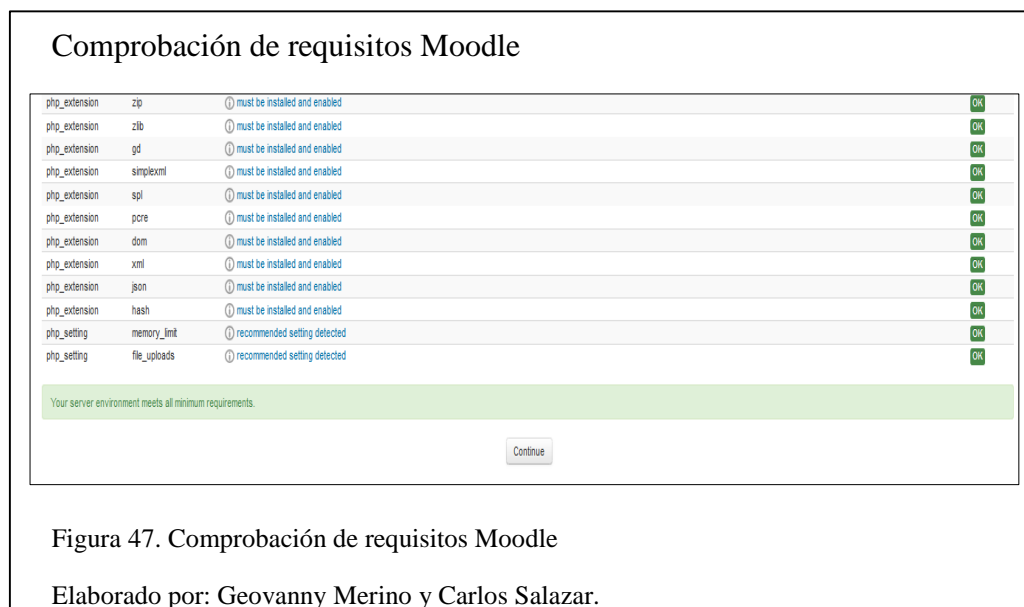 Comprobación de requisitos Moodle
php_extension zip must be installed and enabled OK
php_extension zlib must be installed and enabled OK
php_extension gd must be installed and enabled OK
php_extension simplexml must be installed and enabled OK
php_extension spl must be installed and enabled OK
php_extension pcre must be installed and enabled OK
php_extension dom must be installed and enabled OK
php_extension xml must be installed and enabled OK
php_extension json must be installed and enabled OK
php_extension hash must be installed and enabled OK
php_setting memory_limit recommended setting detected OK
php_setting file_uploads recommended setting detected OK
Your server environment meets all minimum requirements.
Continue
Figura 47. Comprobación de requisitos Moodle
Elaborado por: Geovanny Merino y Carlos Salazar.